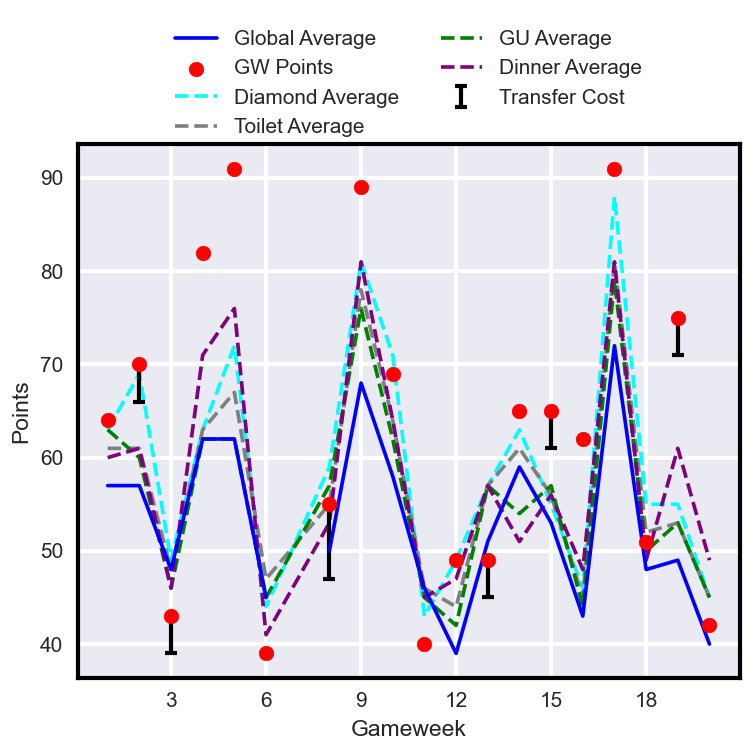 Global Average
GW Points
Diamond Average
Toilet Average
GU Average
Dinner Average
Transfer Cost
90
80
70
60
50
40
Points
3 6 9 12 15 18
Gameweek